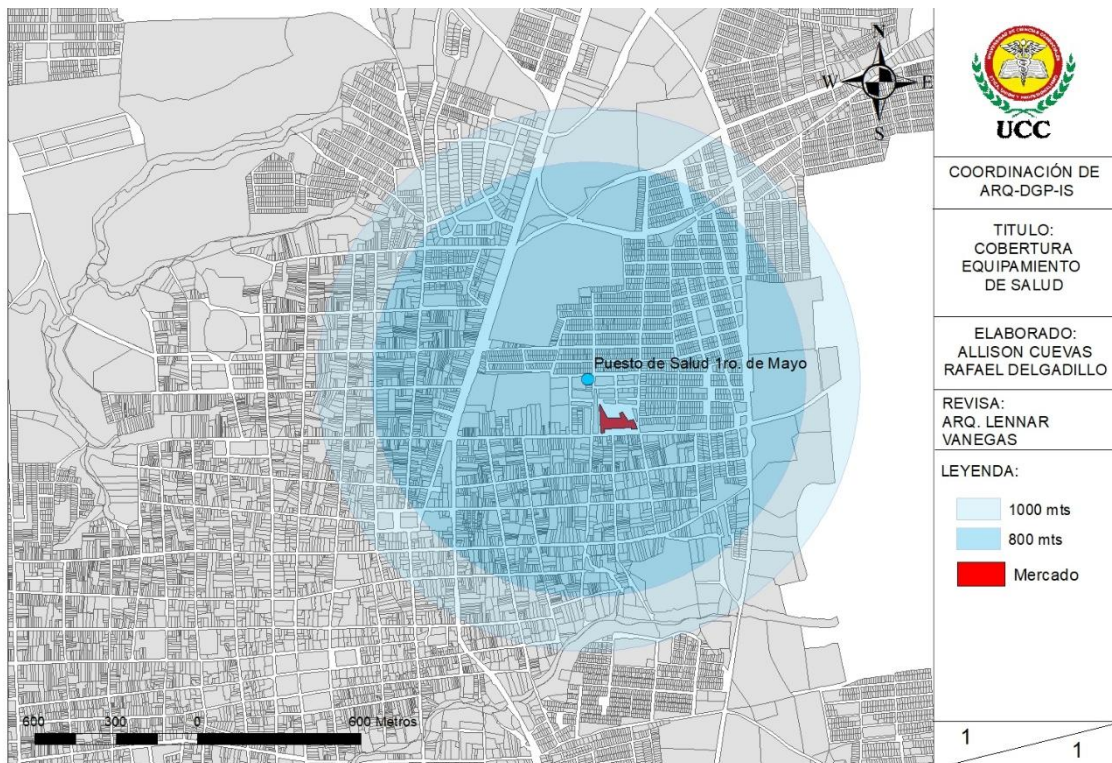 N
W
E
S
Puesto de Salud 1ro. de Mayo
600
300
0
600 Metros
UCC
COORDINACIÓN DE
ARQ-DGP-IS
TITULO:
COBERTURA
EQUIPAMIENTO
DE SALUD
ELABORADO:
ALLISON CUEVAS
RAFAEL DELGADILLO
REVISA:
ARQ. LENNAR
VANEGAS
LEYENDA:
1000 mts
800 mts
Mercado
1
1